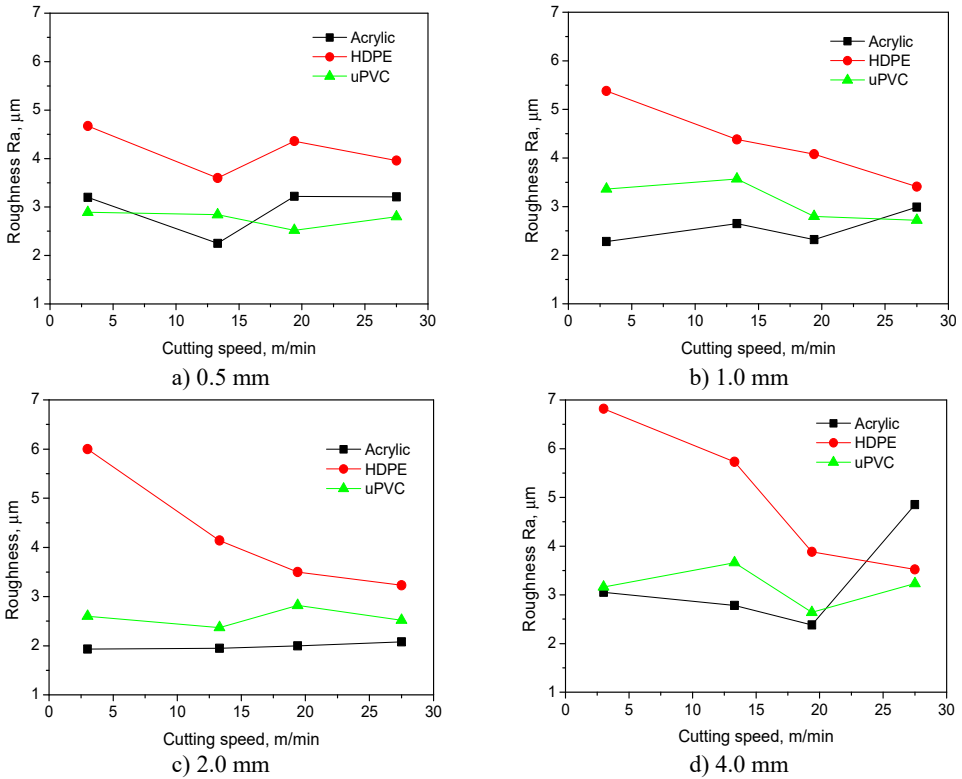 7
6
5
4
3
2
1
Roughness Ra, μm
Acrylic
HDPE
uPVC
0 5 10 15 20 25 30
Cutting speed, m/min
a) 0.5 mm
7
6
5
4
3
2
1
Roughness Ra, μm
Acrylic
HDPE
uPVC
0 5 10 15 20 25 30
Cutting speed, m/min
b) 1.0 mm
7
6
5
4
3
2
1
Roughness, μm
Acrylic
HDPE
uPVC
0 5 10 15 20 25 30
Cutting speed, m/min
c) 2.0 mm
7
6
5
4
3
2
1
Roughness Ra, μm
Acrylic
HDPE
uPVC
0 5 10 15 20 25 30
Cutting speed, m/min
d) 4.0 mm